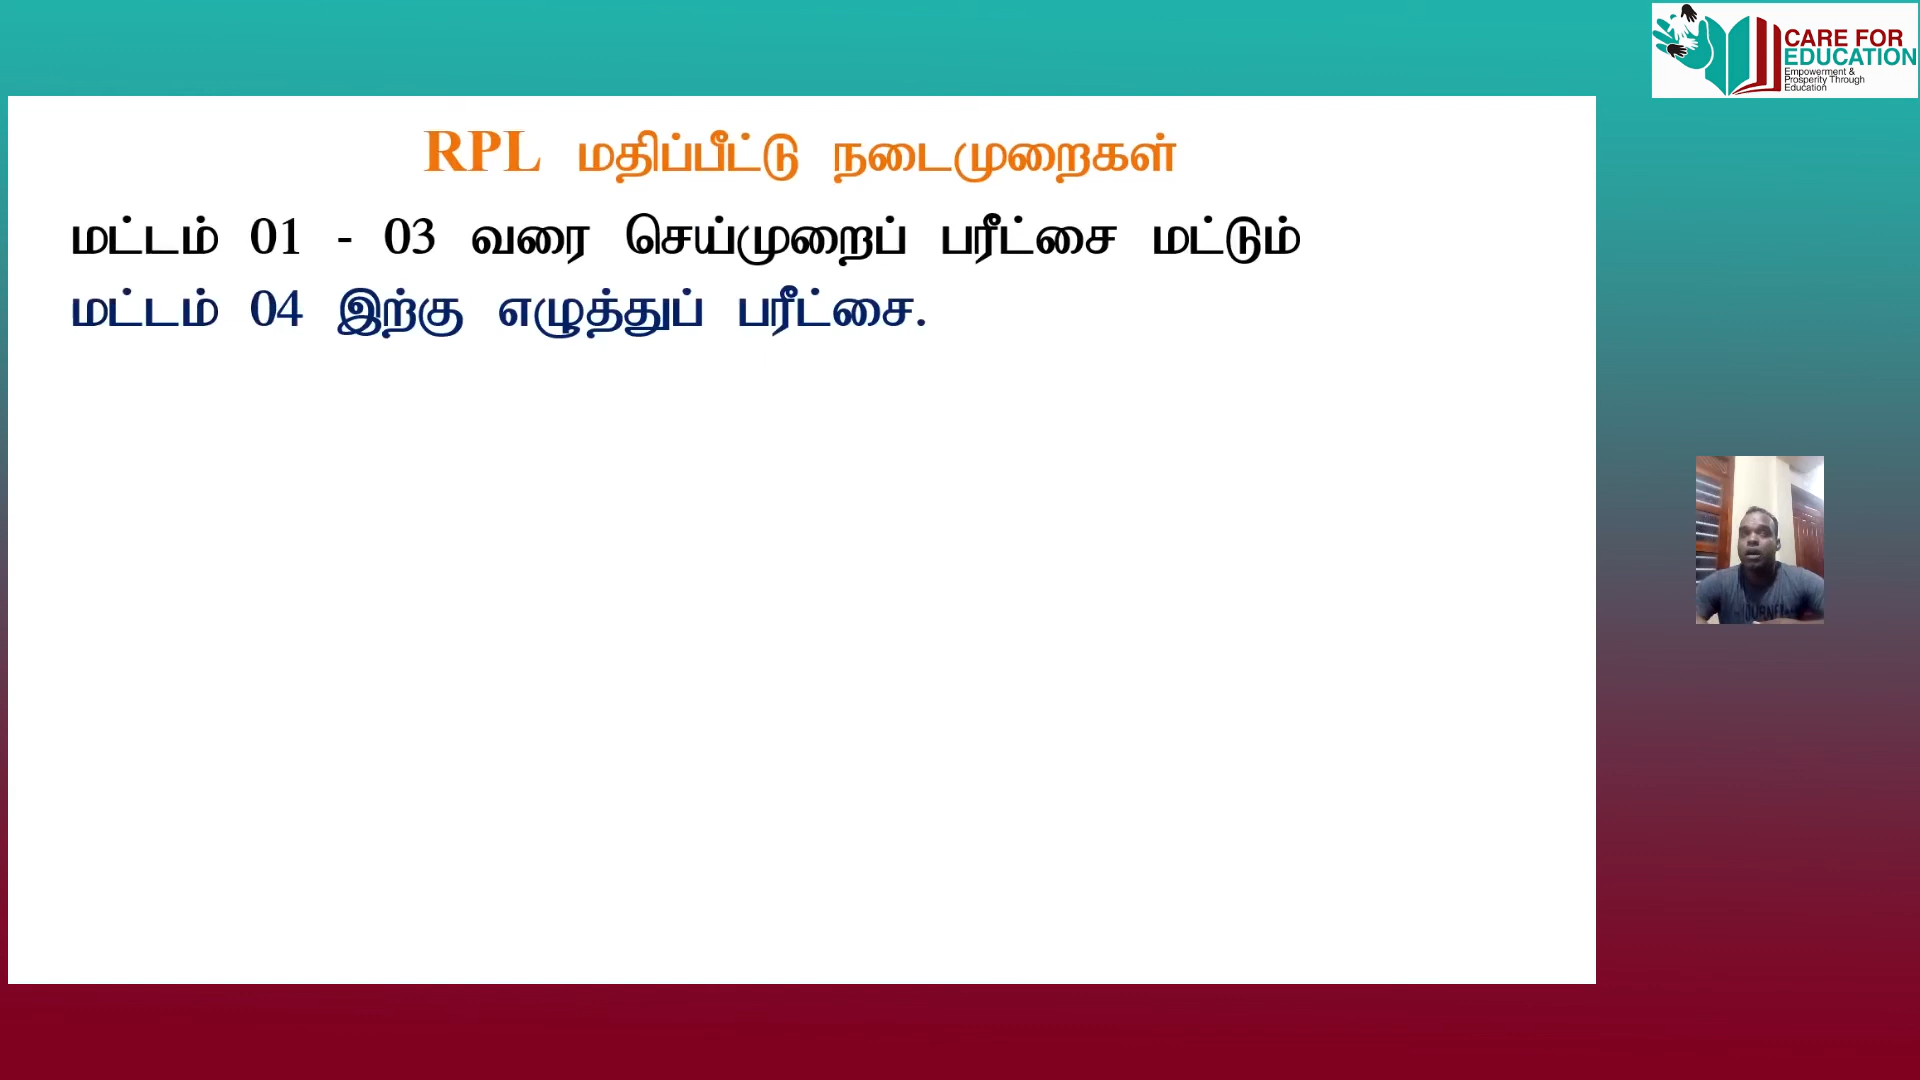 CARE FOR
EDUCATION
Empowerment &
Prosperity Through
Education
RPL மதிப்பீட்டு நடைமுறைகள்
மட்டம் 01 - 03 வரை செய்முறைப் பரீட்சை மட்டும்
மட்டம் 04 இற்கு எழுத்துப் பரீட்சை.